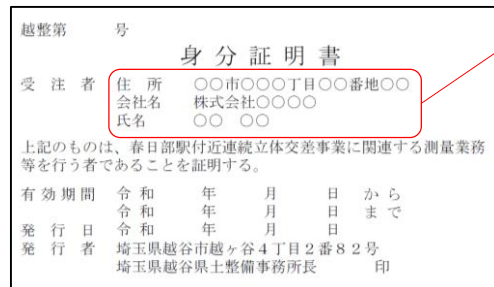 越整第　　　号
身分証明書
受注者　住所　○○市○○○丁目○○番地○○
会社名　株式会社○○○○
氏名　○○　○○
上記のものは、春日部駅付近連続立体交差事業に関連する測量業務
等を行う者であることを証明する。
有効期間　令和　　　年　　　月　　　日　から
令和　　　年　　　月　　　日　まで
発行日　令和　　　年　　　月　　　日
発行者　埼玉県越谷市越ヶ谷４丁目２番８２号
埼玉県越谷県土整備事務所長　　　印